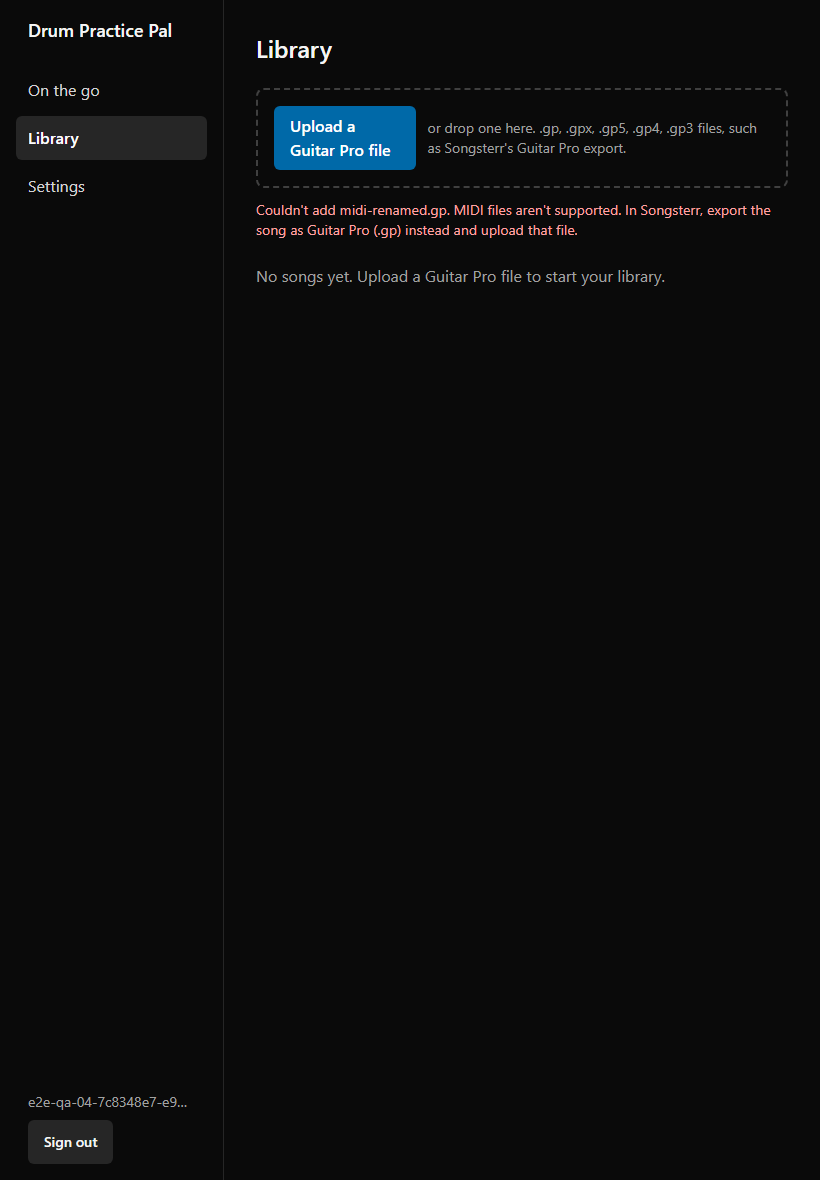 Drum Practice Pal
On the go
Library
Settings
Library
Upload a
Guitar Pro file
or drop one here. .gp, .gpx, .gp5, .gp4, .gp3 files, such
as Songsterr's Guitar Pro export.
Couldn't add midi-renamed.gp. MIDI files aren't supported. In Songsterr, export the
song as Guitar Pro (.gp) instead and upload that file.
No songs yet. Upload a Guitar Pro file to start your library.
e2e-qa-04-7c8348e7-e9...
Sign out